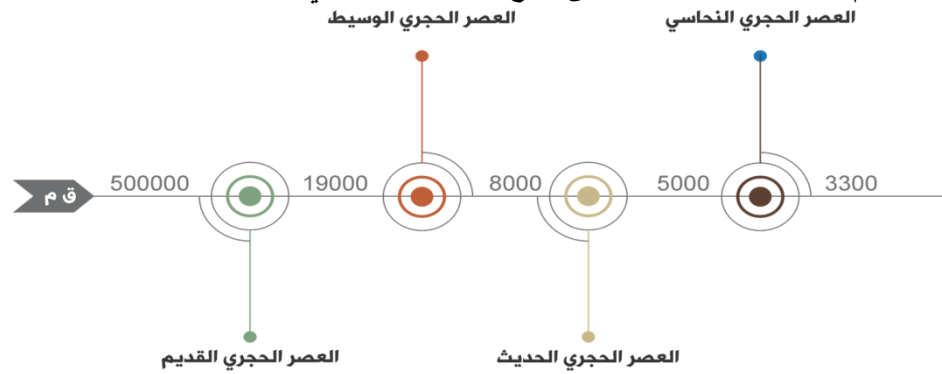 العصر الحجري الوسيط
العصر الحجري النحاسي
ق م
500000
19000
8000
5000
3300
العصر الحجري القديم
العصر الحجري الحديث